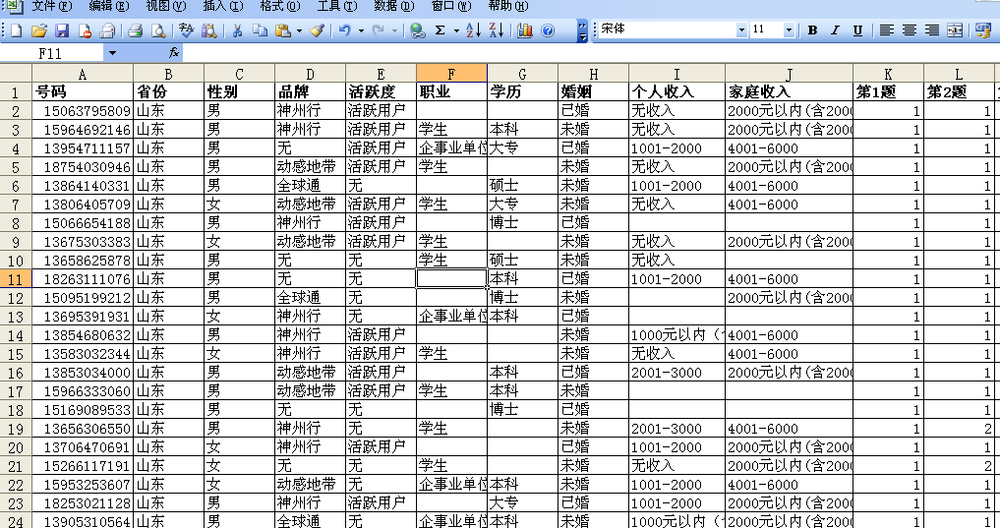 文件(F) 编辑(E) 视图(V) 插入(I) 格式(O) 工具(T) 数据(D) 窗口(W) 帮助(H)
Σ 宋体 11 B I U
F11 fx
A B C D E F G H I J K L
1 号码 省份 性别 品牌 活跃度 职业 学历 婚姻 个人收入 家庭收入 第1题 第2题
2 15063795809 山东 男 神州行 活跃用户 已婚 无收入 2000元以内(含2000 1 1
3 15964692146 山东 男 神州行 活跃用户 学生 本科 未婚 无收入 2000元以内(含2000 1 1
4 13954711157 山东 男 无 活跃用户 企事业单位 大专 已婚 1001-2000 4001-6000 1 1
5 18754030946 山东 男 动感地带 活跃用户 学生 未婚 无收入 2000元以内(含2000 1 1
6 13864140331 山东 男 全球通 无 硕士 未婚 1001-2000 4001-6000 1 1
7 13806405709 山东 女 动感地带 活跃用户 学生 大专 未婚 无收入 4001-6000 1 1
8 15066654188 山东 男 神州行 活跃用户 博士 已婚 1 1
9 13675303383 山东 女 动感地带 活跃用户 学生 未婚 无收入 2000元以内(含2000 1 1
10 13658625878 山东 男 无 无 学生 硕士 未婚 无收入 1 1
11 18263111076 山东 男 无 无 本科 已婚 1001-2000 4001-6000 1 1
12 15095199212 山东 男 全球通 无 博士 未婚 2000元以内(含2000 1 1
13 13695391931 山东 女 神州行 无 企事业单位 本科 已婚 1 1
14 13854680632 山东 男 神州行 活跃用户 未婚 1000元以内（ 4001-6000 1 1
15 13583032344 山东 女 神州行 活跃用户 学生 未婚 无收入 4001-6000 1 1
16 13853034000 山东 男 动感地带 活跃用户 本科 已婚 2001-3000 2000元以内(含2000 1 1
17 15966333060 山东 男 动感地带 活跃用户 学生 本科 未婚 1 1
18 15169089533 山东 男 无 无 博士 已婚 1 1
19 13656306550 山东 男 神州行 无 学生 未婚 2001-3000 4001-6000 1 2
20 13706470691 山东 女 神州行 活跃用户 已婚 1001-2000 2000元以内(含2000 1 1
21 15266117191 山东 女 无 无 学生 未婚 无收入 2000元以内(含2000 1 2
22 15953253607 山东 女 动感地带 无 企事业单位 本科 未婚 1001-2000 4001-6000 1 1
23 18253021128 山东 男 神州行 活跃用户 大专 已婚 1001-2000 2000元以内(含2000 1 1
24 13905310564 山东 男 全球通 无 企事业单位 本科 未婚 1000元以内（ 2000元以内(含2000 1 1